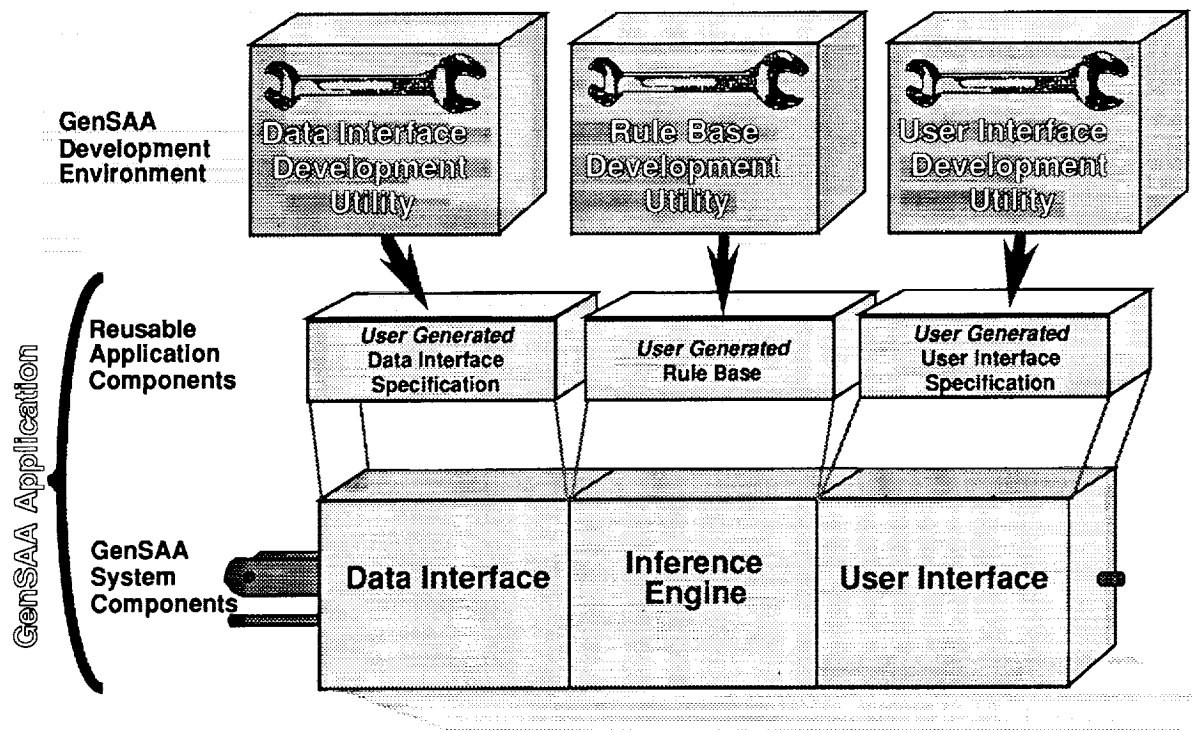 GenSAA
Development
Environment
Data Interface
Development
Utility
Rule Base
Development
Utility
User Interface
Development
Utility
GenSAA Application
Reusable
Application
Components
User Generated
Data Interface
Specification
User Generated
Rule Base
User Generated
User Interface
Specification
GenSAA
System
Components
Data Interface
Inference
Engine
User Interface